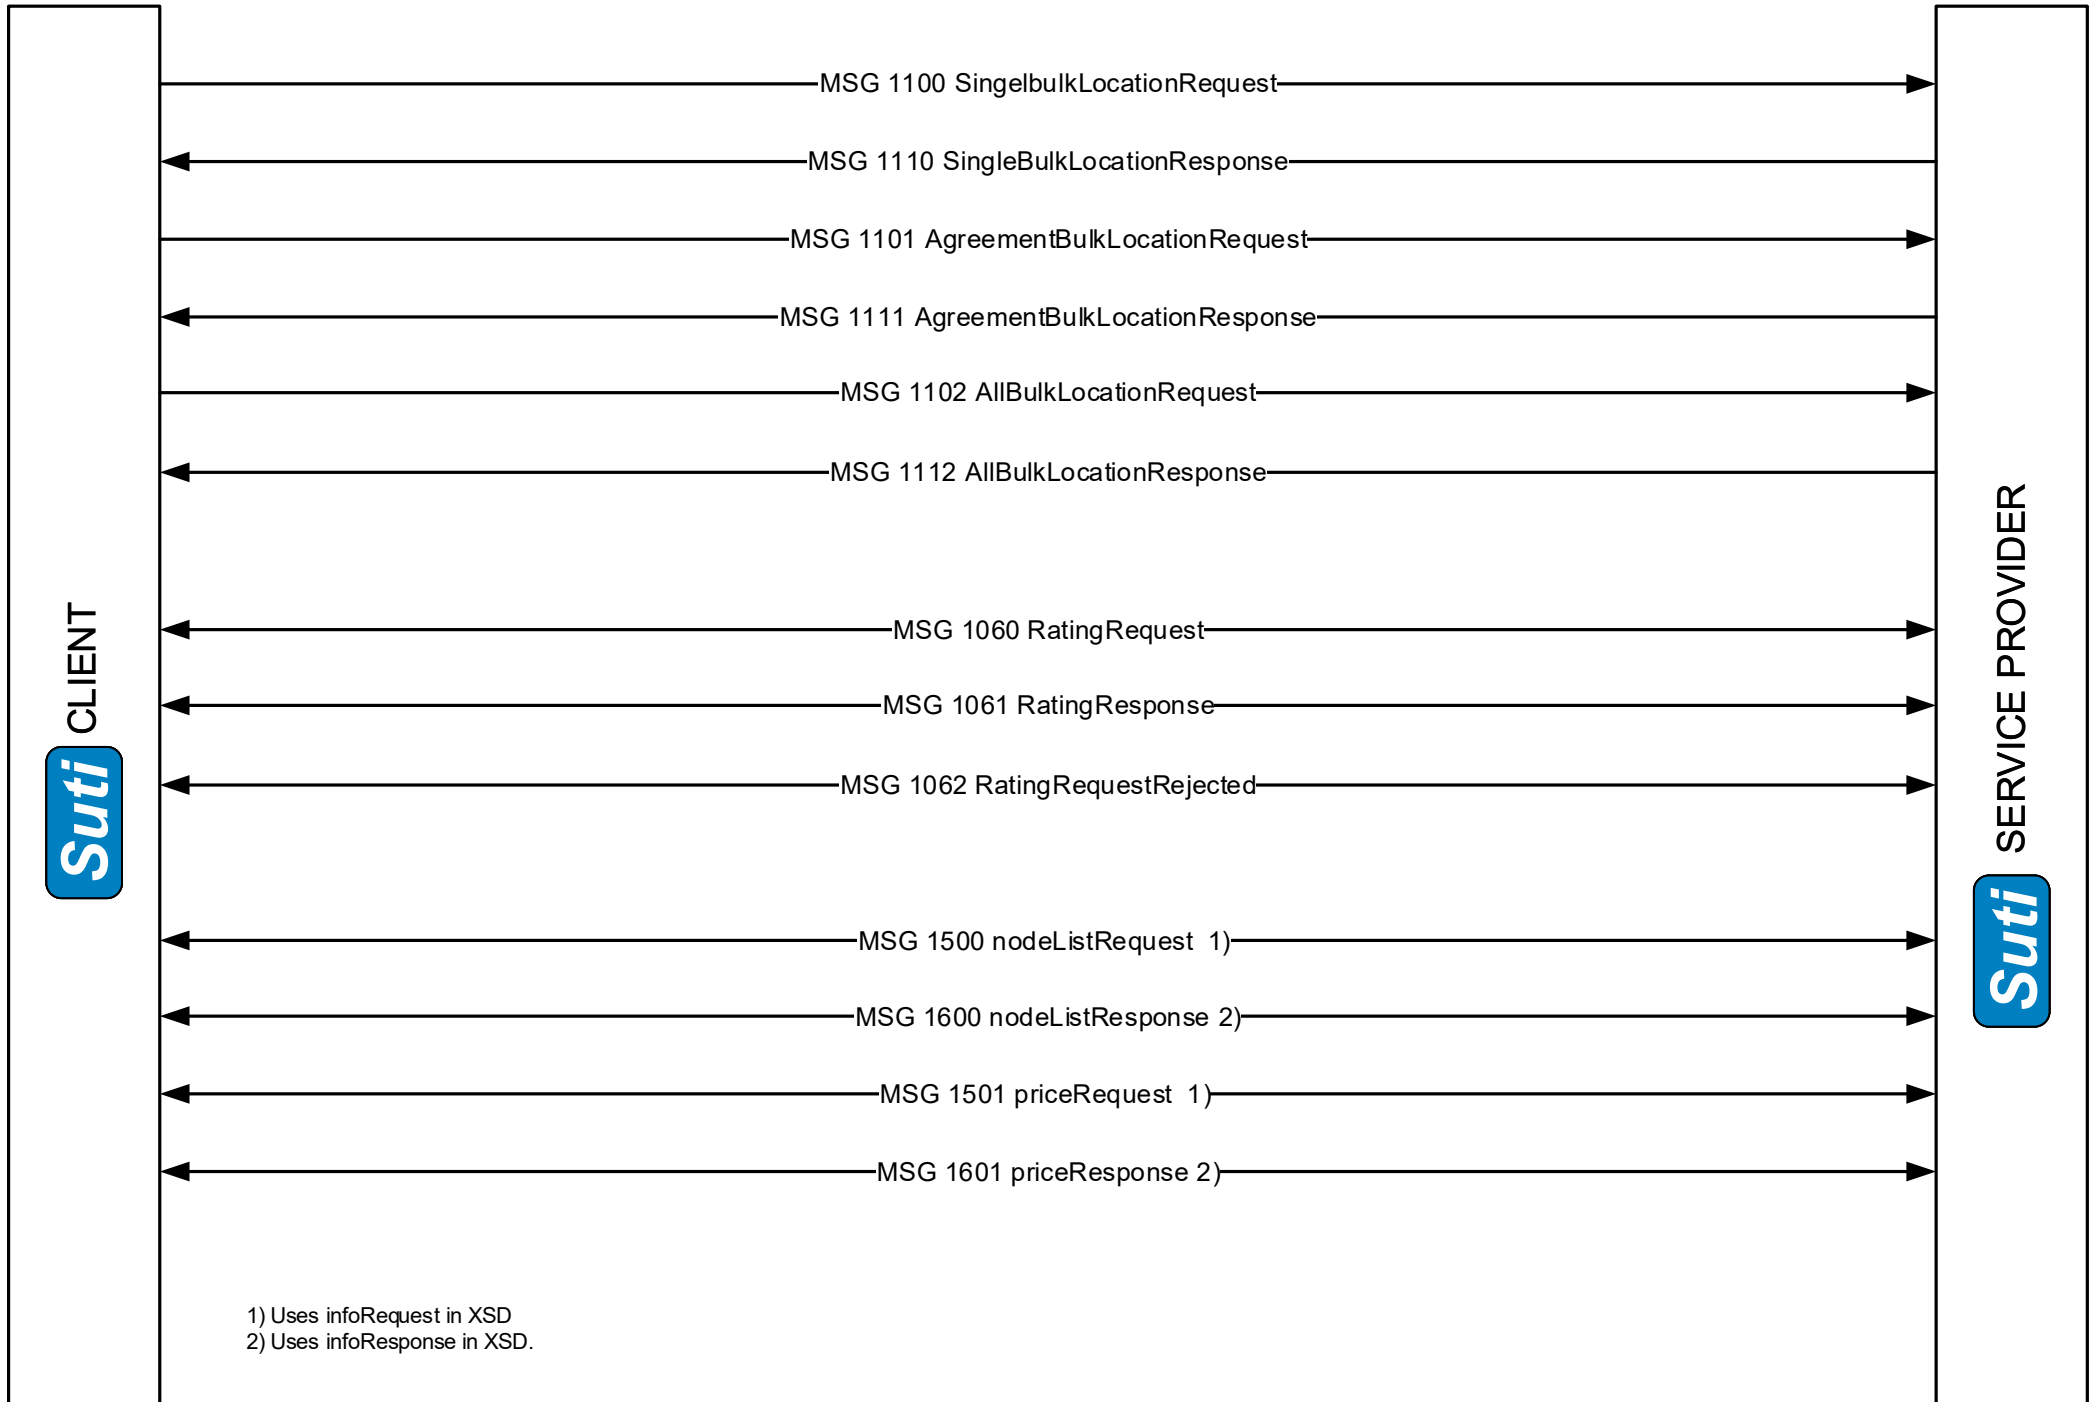 MSG 1100 SingelbulkLocationRequest
MSG 1110 SingleBulkLocationResponse
MSG 1101 AgreementBulkLocationRequest
MSG 1111 AgreementBulkLocationResponse
MSG 1102 AllBulkLocationRequest
MSG 1112 AllBulkLocationResponse
MSG 1060 RatingRequest
MSG 1061 RatingResponse
MSG 1062 RatingRequestRejected
MSG 1500 nodeListRequest 1)
MSG 1600 nodeListResponse 2)
MSG 1501 priceRequest 1)
MSG 1601 priceResponse 2)
Suti CLIENT
Suti SERVICE PROVIDER
1) Uses infoRequest in XSD
2) Uses infoResponse in XSD.